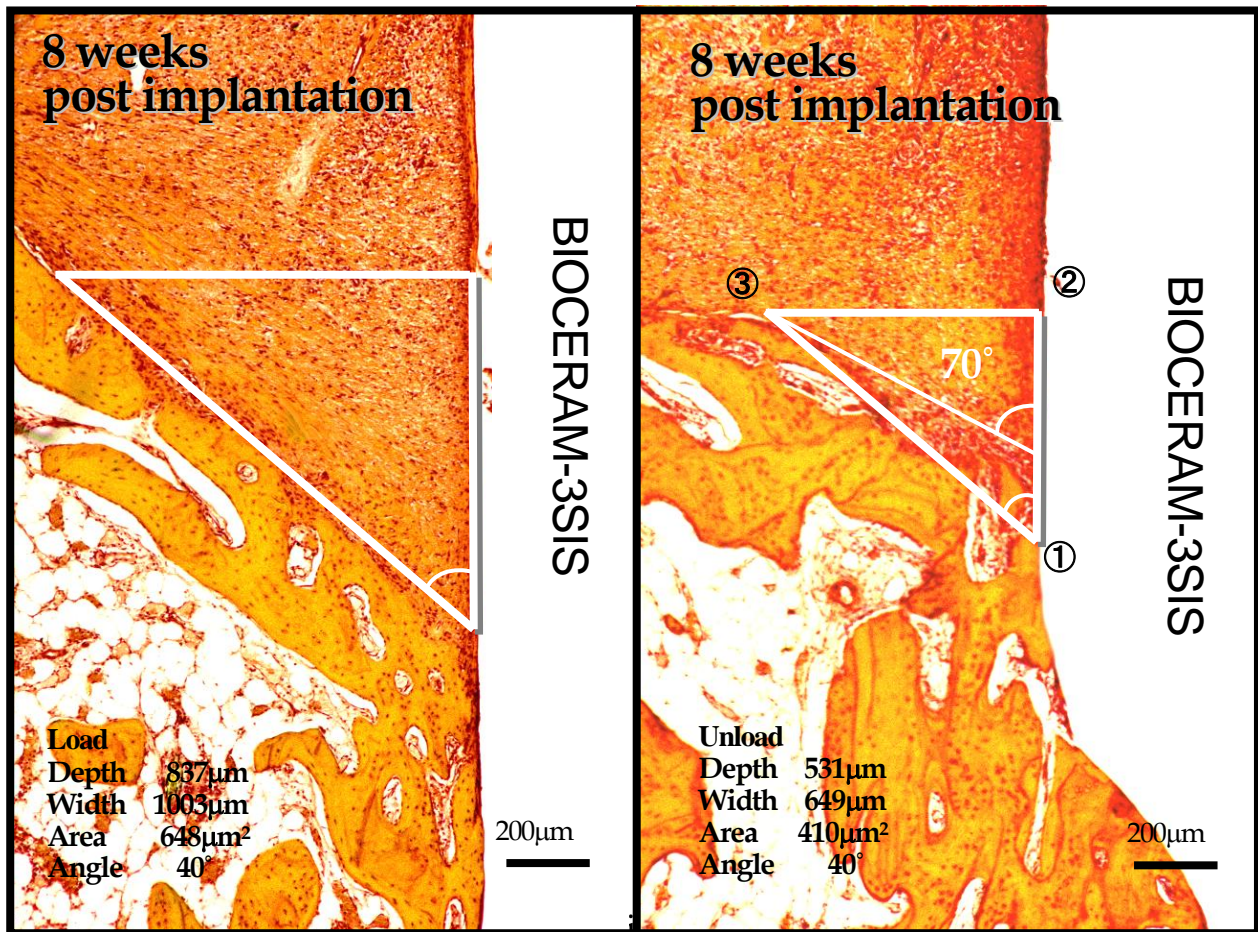 8 weeks
post implantation
BIOCERAM-3SIS
Load
Depth 837μm
Width 1003μm
Area 648μm²
Angle 40°
200μm
8 weeks
post implantation
③
②
70°
①
BIOCERAM-3SIS
Unload
Depth 531μm
Width 649μm
Area 410μm²
Angle 40°
200μm